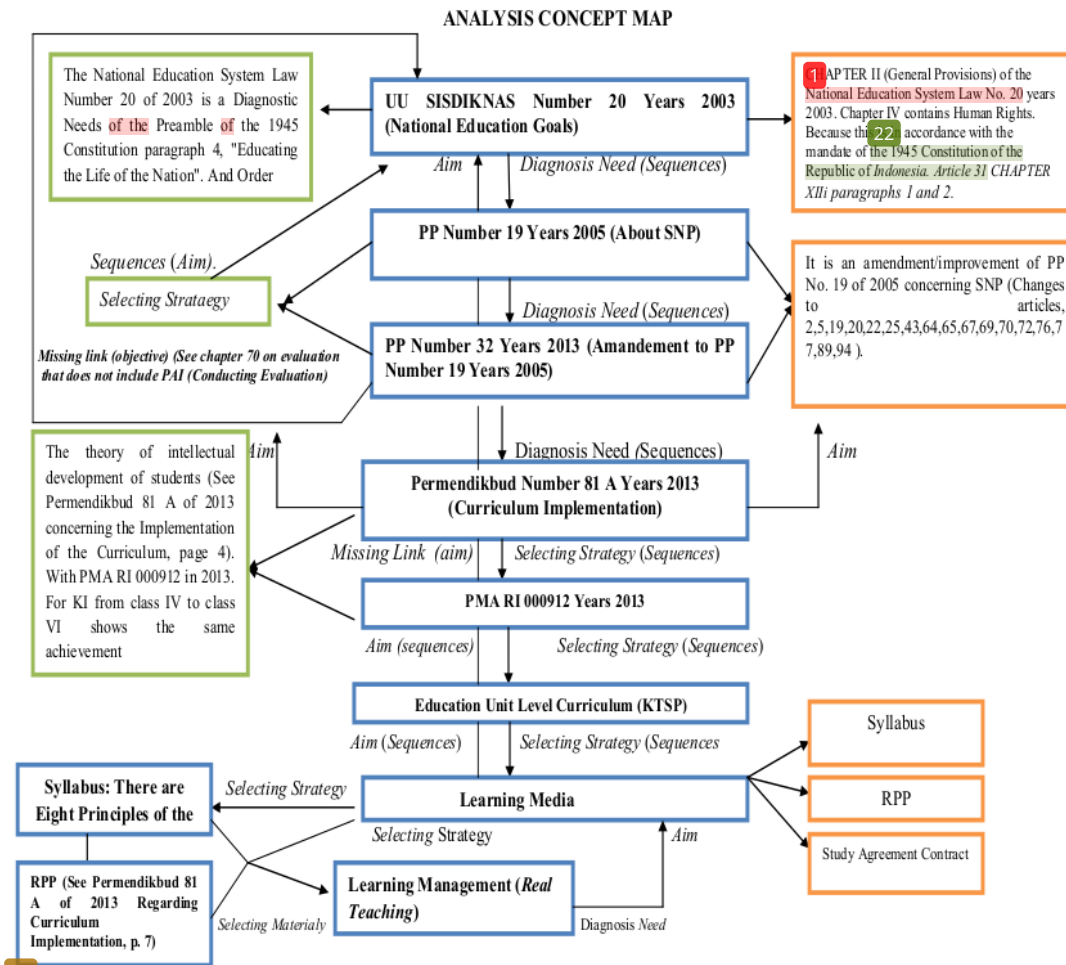 ANALYSIS CONCEPT MAP
The National Education System Law
Number 20 of 2003 is a Diagnostic
Needs of the Preamble of the 1945
Constitution paragraph 4, "Educating
the Life of the Nation". And Order
UU SISDIKNAS Number 20 Years 2003
(National Education Goals)
1
APTER II (General Provisions) of the
National Education System Law No. 20 years
2003. Chapter IV contains Human Rights.
Because this accordance with the
22
mandate of the 1945 Constitution of the
Republic of Indonesia. Article 31 CHAPTER
XIIi paragraphs 1 and 2.
Aim
Diagnosis Need (Sequences)
PP Number 19 Years 2005 (About SNP)
Sequences (Aim).
Selecting Strataegy
Diagnosis Need (Sequences)
It is an amendment/improvement of PP
No. 19 of 2005 concerning SNP (Changes
to articles,
2,5,19,20,22,25,43,64,65,67,69,70,72,76,7
7,89,94 ).
Missing link (objective) (See chapter 70 on evaluation
that does not include PAI (Conducting Evaluation)
PP Number 32 Years 2013 (Amandement to PP
Number 19 Years 2005)
The theory of intellectual
development of students (See
Permendikbud 81 A of 2013
concerning the Implementation
of the Curriculum, page 4).
With PMA RI 000912 in 2013.
For KI from class IV to class
VI shows the same
achievement
Aim
Diagnosis Need (Sequences)
Aim
Permendikbud Number 81 A Years 2013
(Curriculum Implementation)
Missing Link (aim)
Selecting Strategy (Sequences)
PMA RI 000912 Years 2013
Aim (sequences)
Selecting Strategy (Sequences)
Education Unit Level Curriculum (KTSP)
Aim (Sequences)
Selecting Strategy (Sequences
Syllabus
RPP
Study Agreement Contract
Syllabus: There are
Eight Principles of the
Selecting Strategy
Learning Media
Selecting Strategy
Aim
RPP (See Permendikbud 81
A of 2013 Regarding
Curriculum
Implementation, p. 7)
Selecting Materialy
Learning Management (Real
Teaching)
Diagnosis Need